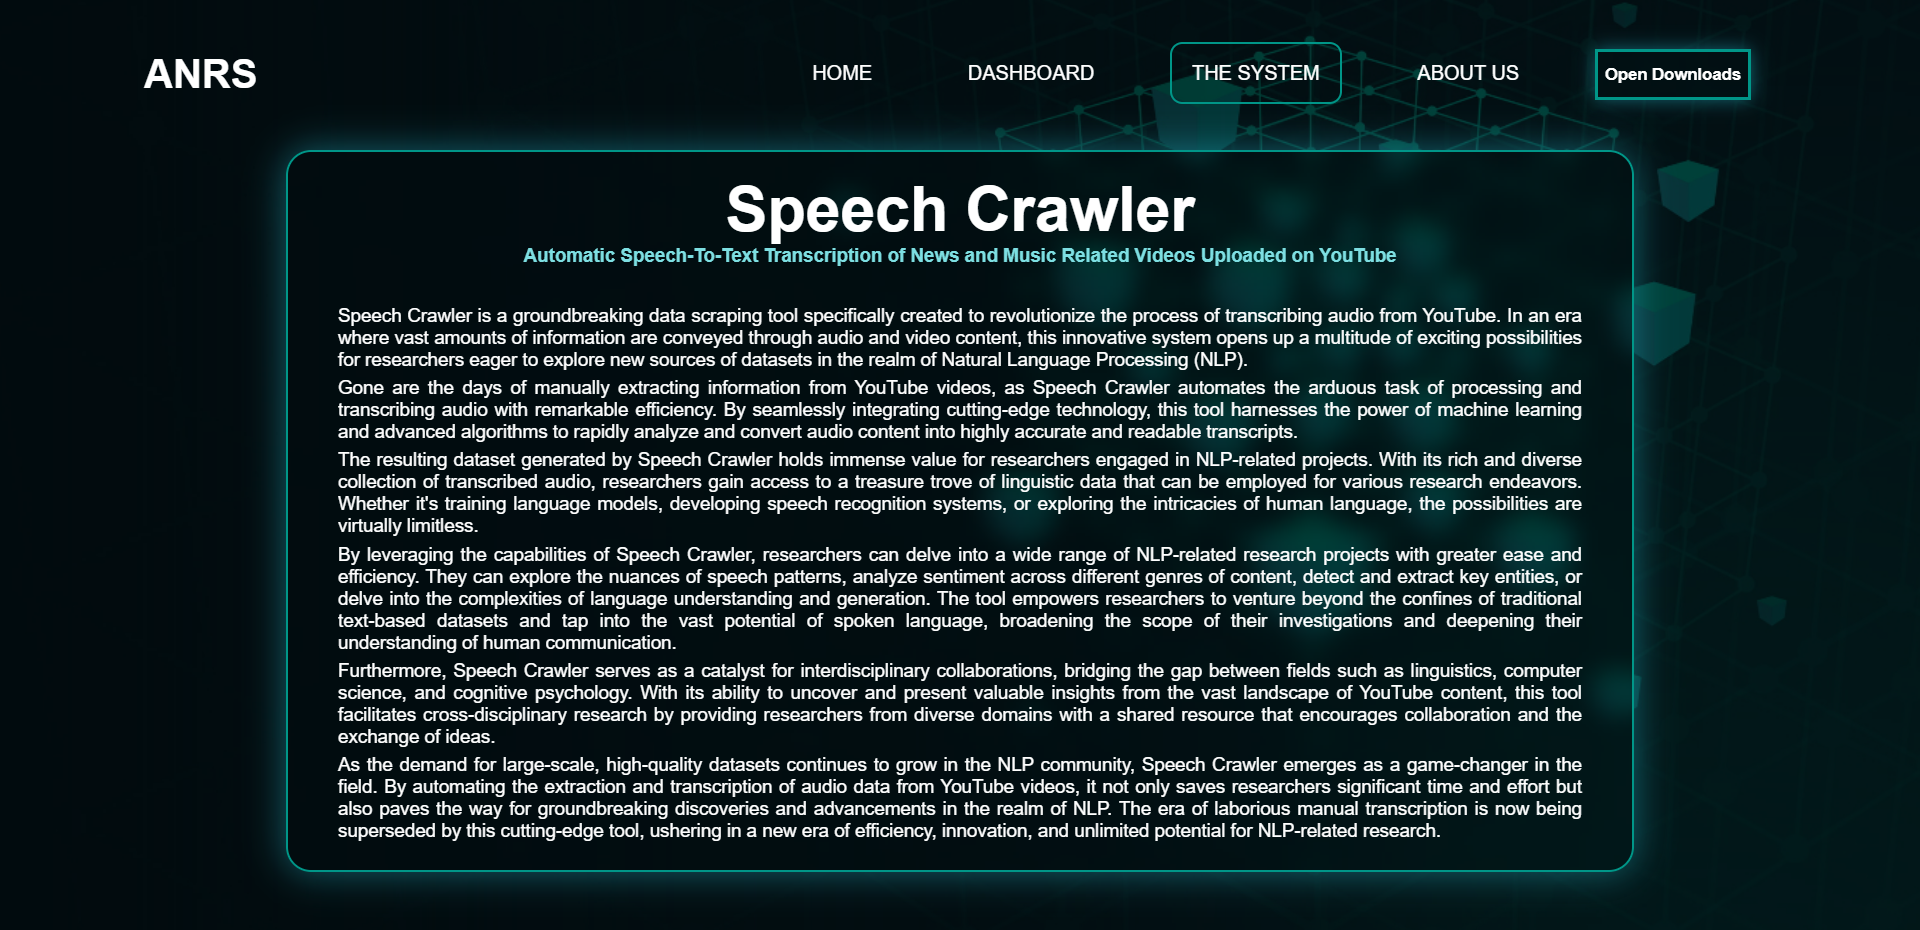 ANRS
HOME
DASHBOARD
THE SYSTEM
ABOUT US
Open Downloads
Speech Crawler
Automatic Speech-To-Text Transcription of News and Music Related Videos Uploaded on YouTube
Speech Crawler is a groundbreaking data scraping tool specifically created to revolutionize the process of transcribing audio from YouTube. In an era
where vast amounts of information are conveyed through audio and video content, this innovative system opens up a multitude of exciting possibilities
for researchers eager to explore new sources of datasets in the realm of Natural Language Processing (NLP).
Gone are the days of manually extracting information from YouTube videos, as Speech Crawler automates the arduous task of processing and
transcribing audio with remarkable efficiency. By seamlessly integrating cutting-edge technology, this tool harnesses the power of machine learning
and advanced algorithms to rapidly analyze and convert audio content into highly accurate and readable transcripts.
The resulting dataset generated by Speech Crawler holds immense value for researchers engaged in NLP-related projects. With its rich and diverse
collection of transcribed audio, researchers gain access to a treasure trove of linguistic data that can be employed for various research endeavors.
Whether it's training language models, developing speech recognition systems, or exploring the intricacies of human language, the possibilities are
virtually limitless.
By leveraging the capabilities of Speech Crawler, researchers can delve into a wide range of NLP-related research projects with greater ease and
efficiency. They can explore the nuances of speech patterns, analyze sentiment across different genres of content, detect and extract key entities, or
delve into the complexities of language understanding and generation. The tool empowers researchers to venture beyond the confines of traditional
text-based datasets and tap into the vast potential of spoken language, broadening the scope of their investigations and deepening their
understanding of human communication.
Furthermore, Speech Crawler serves as a catalyst for interdisciplinary collaborations, bridging the gap between fields such as linguistics, computer
science, and cognitive psychology. With its ability to uncover and present valuable insights from the vast landscape of YouTube content, this tool
facilitates cross-disciplinary research by providing researchers from diverse domains with a shared resource that encourages collaboration and the
exchange of ideas.
As the demand for large-scale, high-quality datasets continues to grow in the NLP community, Speech Crawler emerges as a game-changer in the
field. By automating the extraction and transcription of audio data from YouTube videos, it not only saves researchers significant time and effort but
also paves the way for groundbreaking discoveries and advancements in the realm of NLP. The era of laborious manual transcription is now being
superseded by this cutting-edge tool, ushering in a new era of efficiency, innovation, and unlimited potential for NLP-related research.